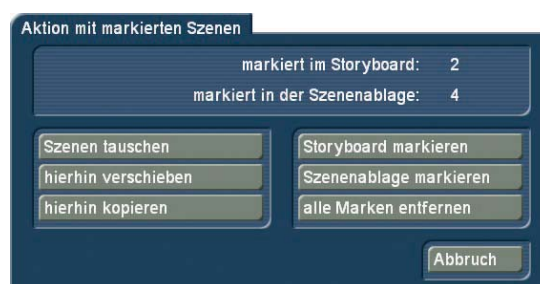 Aktion mit markierten Szenen
markiert im Storyboard: 2
markiert in der Szenenablage: 4
Szenen tauschen
hierhin verschieben
hierhin kopieren
Storyboard markieren
Szenenablage markieren
alle Marken entfernen
Abbruch